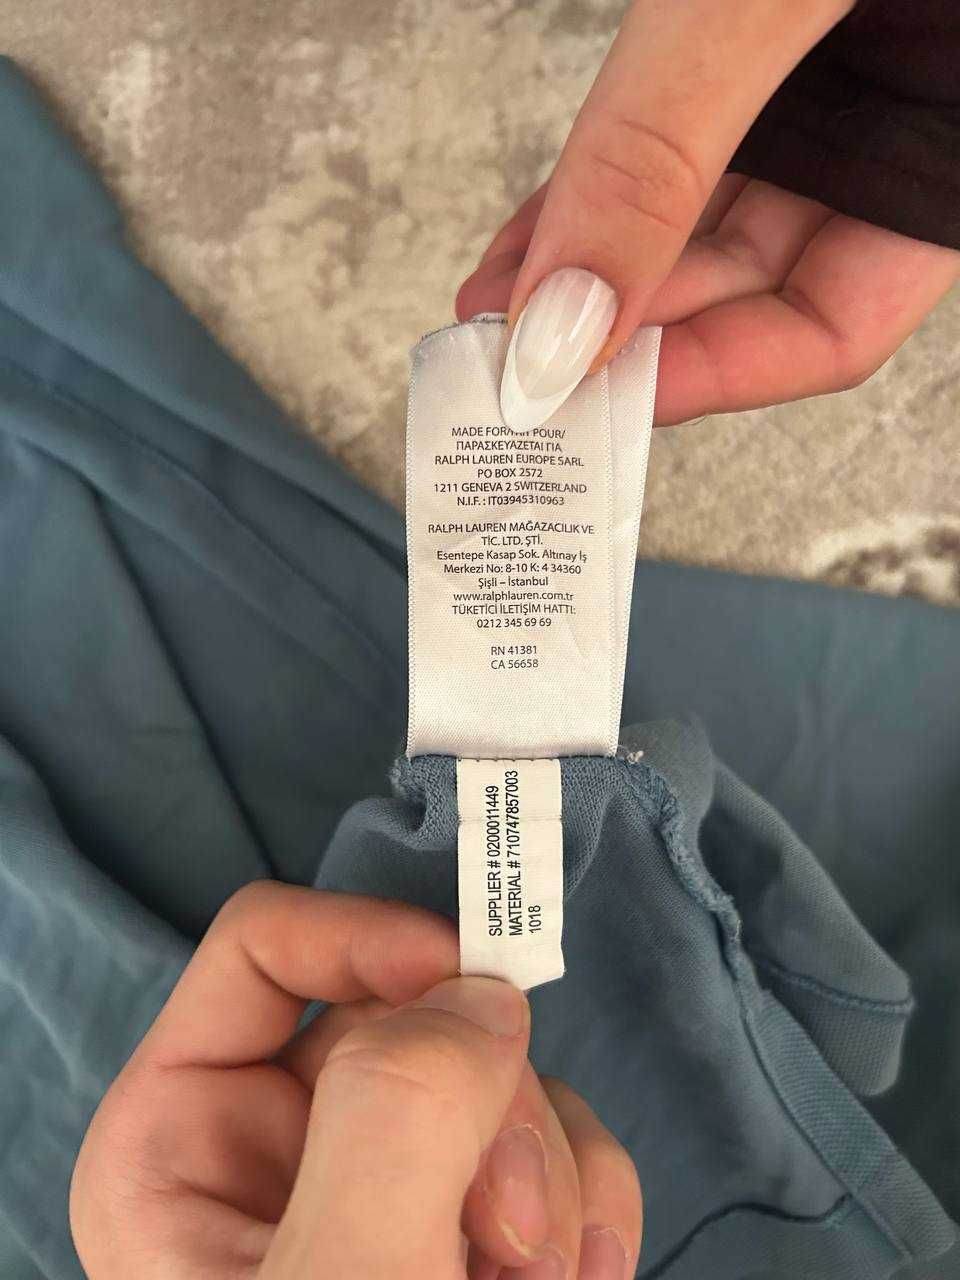 MADE FOR/FAIT POUR/
ΠΑΡΑΣΚΕΥΑΖΕΤΑΙ ΓΙΑ
RALPH LAUREN EUROPE SARL
PO BOX 2572
1211 GENEVA 2 SWITZERLAND
N.I.F. : IT03945310963
RALPH LAUREN MAĞAZACILIK VE
TİC. LTD. ŞTİ.
Esentepe Kasap Sok. Altınay İş
Merkezi No: 8-10 K: 4 34360
Şişli – İstanbul
www.ralphlauren.com.tr
TÜKETİCİ İLETİŞİM HATTI:
0212 345 69 69
RN 41381
CA 56658
SUPPLIER # 0200011449
MATERIAL # 710747857003
1018